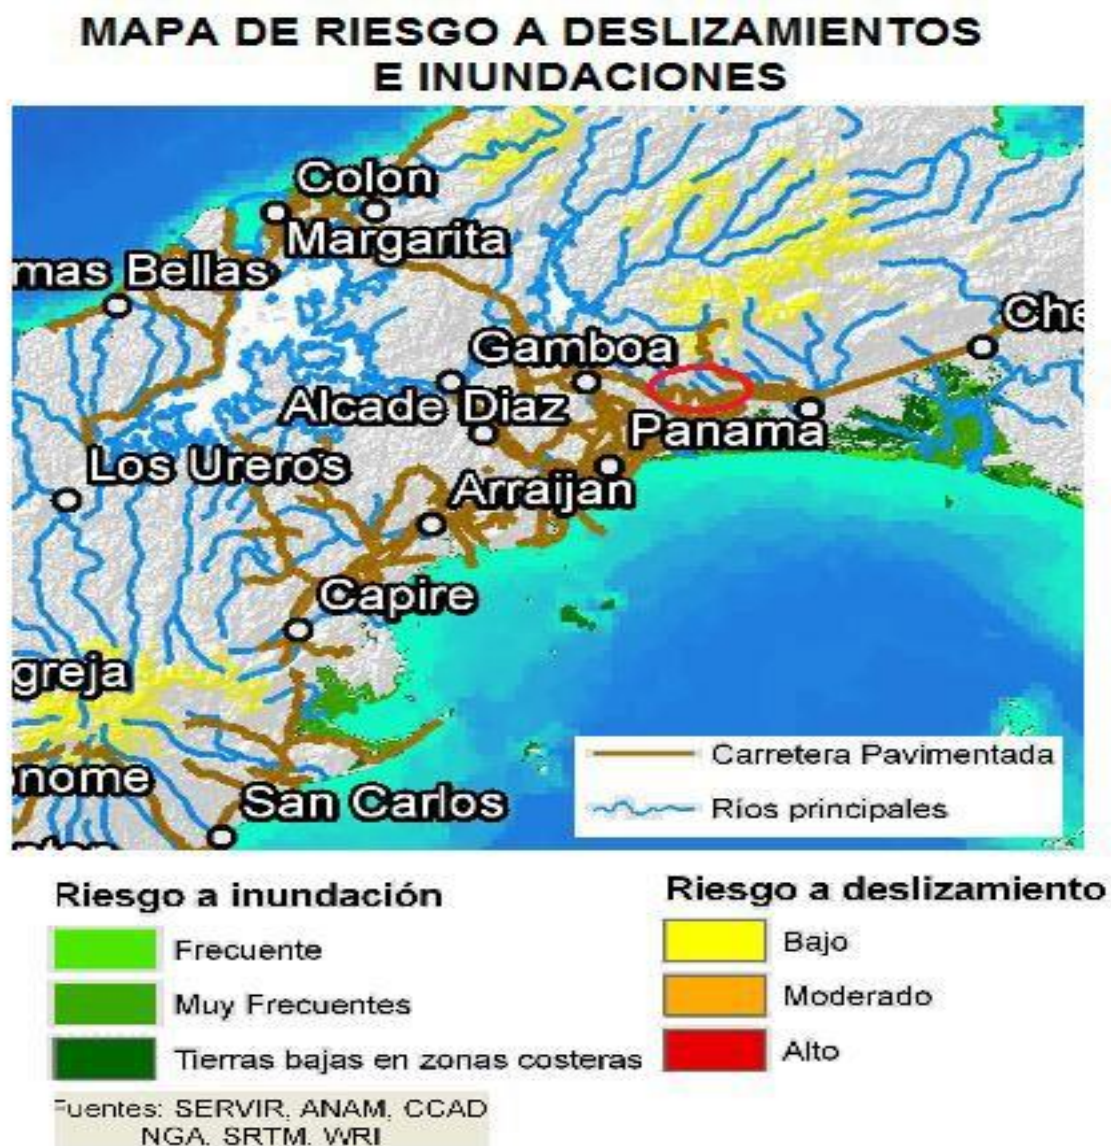 MAPA DE RIESGO A DESLIZAMIENTOS
E INUNDACIONES
Colon
Margarita
mas Bellas
Che
Gamboa
Alcade Diaz
Panama
Los Ureros
Arraijan
Capire
greja
nome
San Carlos
Carretera Pavimentada
Ríos principales
Riesgo a inundación
Frecuente
Muy Frecuentes
Tierras bajas en zonas costeras
Riesgo a deslizamiento
Bajo
Moderado
Alto
Fuentes: SERVIR, ANAM, CCAD
NGA, SRTM, WRI